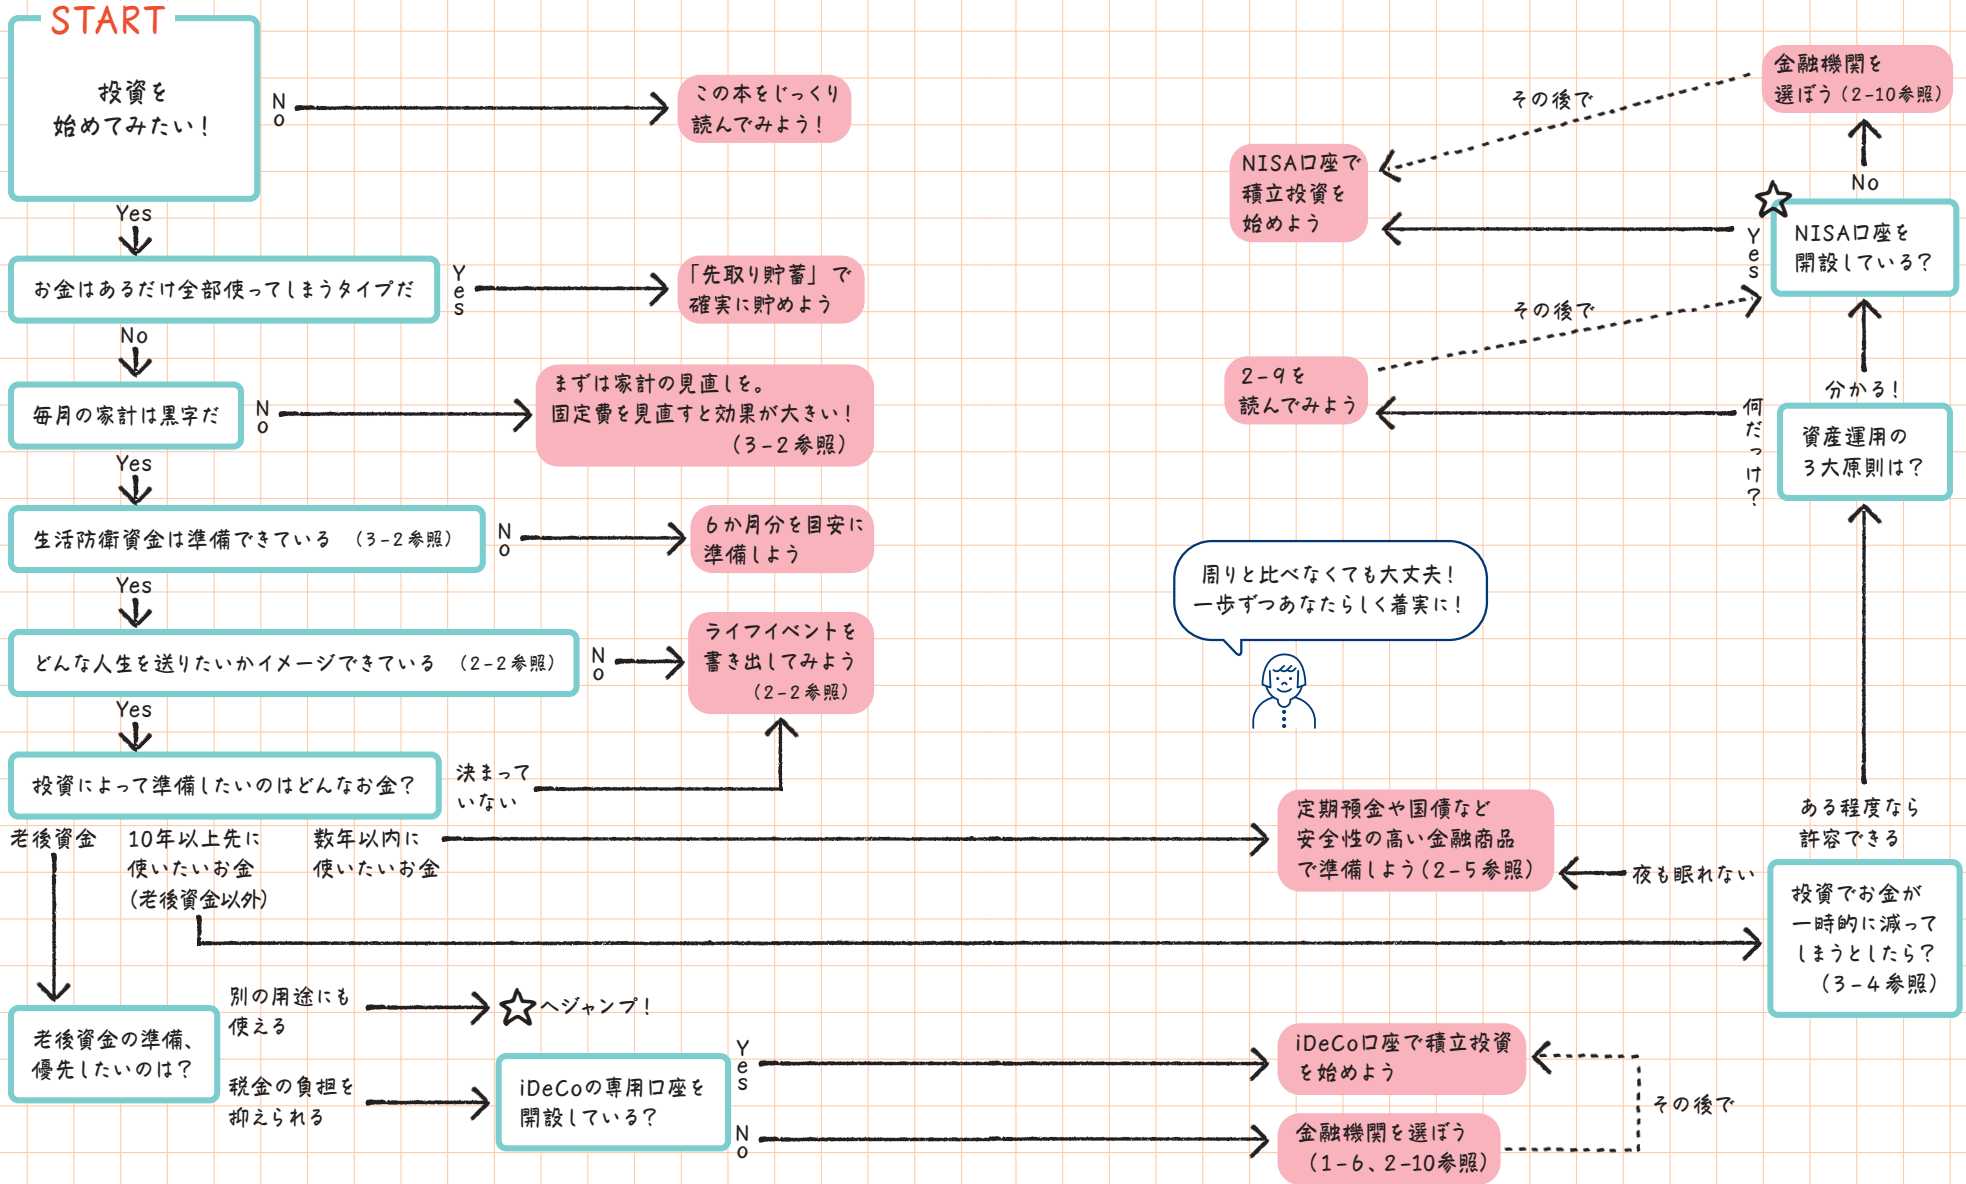 START
投資を
始めてみたい！
No
この本をじっくり
読んでみよう！
Yes
お金はあるだけ全部使ってしまうタイプだ
Yes
「先取り貯蓄」で
確実に貯めよう
No
毎月の家計は黒字だ
No
まずは家計の見直しを。
固定費を見直すと効果が大きい！
（3-2参照）
Yes
生活防衛資金は準備できている （3-2参照）
No
6か月分を目安に
準備しよう
Yes
どんな人生を送りたいかイメージできている （2-2参照）
No
ライフイベントを
書き出してみよう
（2-2参照）
Yes
投資によって準備したいのはどんなお金？
決まって
いない
老後資金
10年以上先に
使いたいお金
（老後資金以外）
数年以内に
使いたいお金
定期預金や国債など
安全性の高い金融商品
で準備しよう（2-5参照）
夜も眠れない
投資でお金が
一時的に減って
しまうとしたら？
（3-4参照）
ある程度なら
許容できる
資産運用の
3大原則は？
何だっけ？
2-9を
読んでみよう
その後で
分かる！
NISA口座を
開設している？
Yes
NISA口座で
積立投資を
始めよう
No
金融機関を
選ぼう（2-10参照）
その後で
周りと比べなくても大丈夫！
一歩ずつあなたらしく着実に！
老後資金の準備、
優先したいのは？
別の用途にも
使える
☆へジャンプ！
税金の負担を
抑えられる
iDeCoの専用口座を
開設している？
Yes
iDeCo口座で積立投資
を始めよう
No
金融機関を選ぼう
（1-6、2-10参照）
その後で